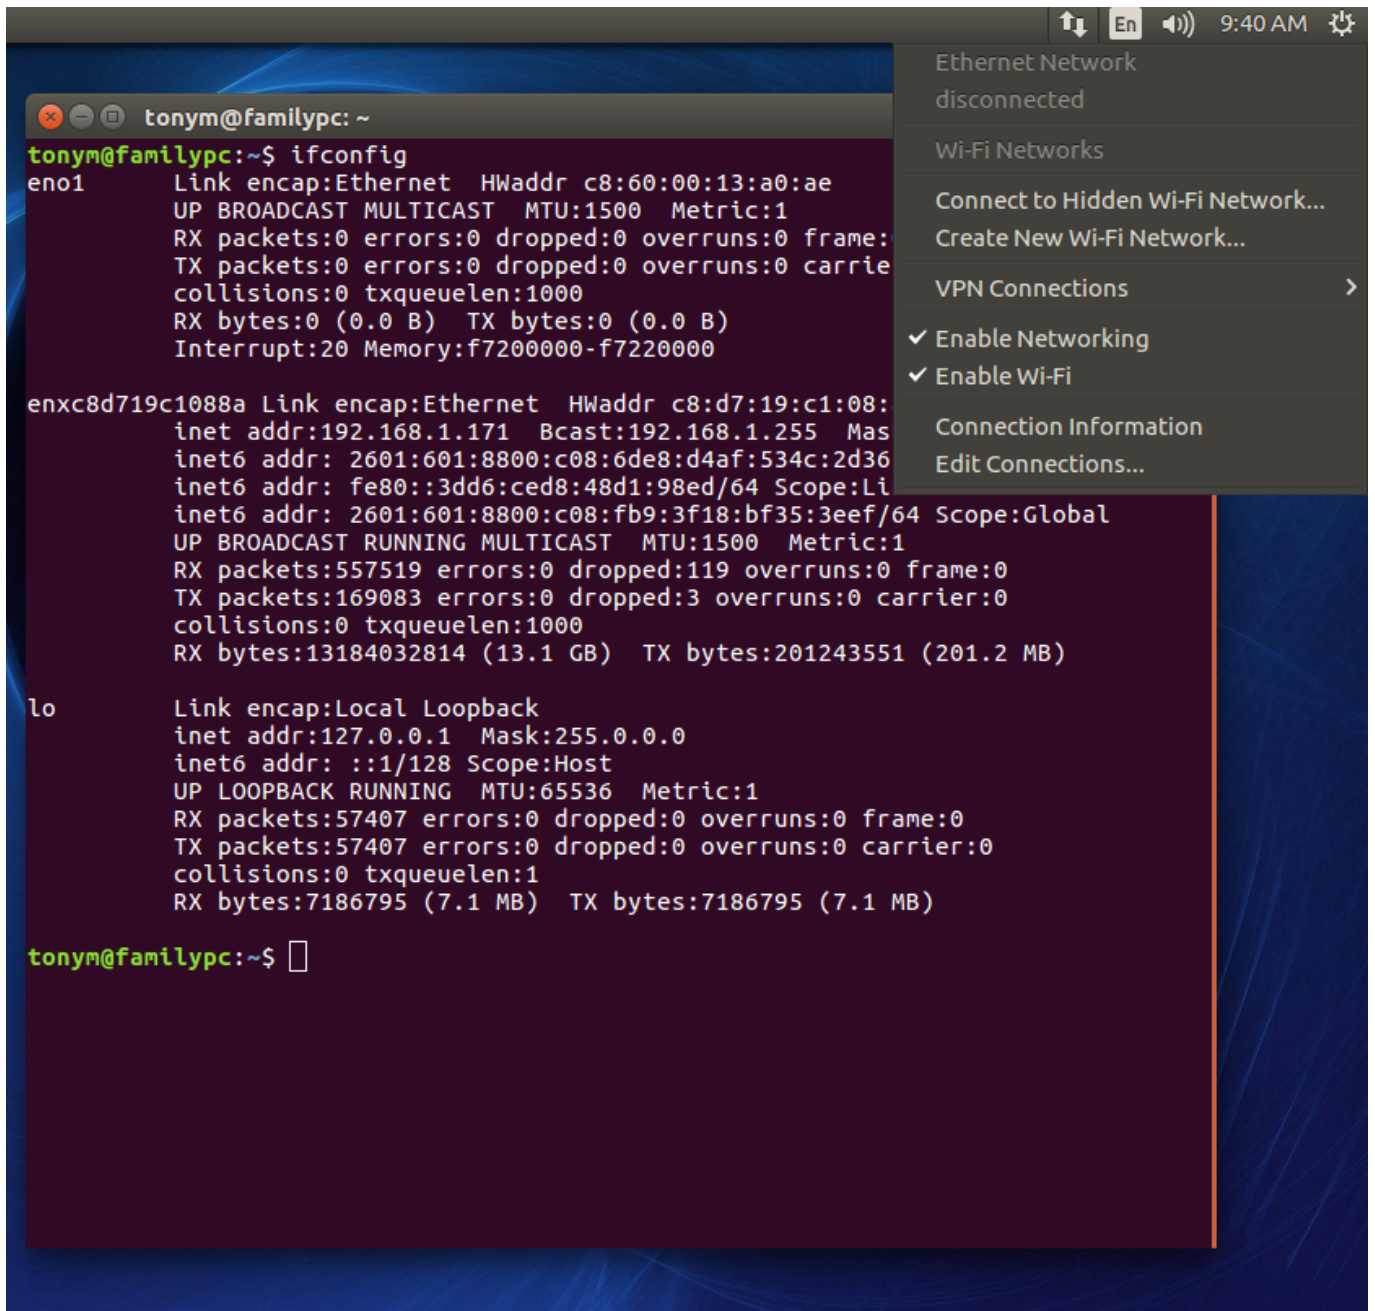 En 9:40 AM
tonym@familypc: ~
tonym@familypc:~$ ifconfig
eno1 Link encap:Ethernet HWaddr c8:60:00:13:a0:ae
UP BROADCAST MULTICAST MTU:1500 Metric:1
RX packets:0 errors:0 dropped:0 overruns:0 frame:
TX packets:0 errors:0 dropped:0 overruns:0 carrie
collisions:0 txqueuelen:1000
RX bytes:0 (0.0 B) TX bytes:0 (0.0 B)
Interrupt:20 Memory:f7200000-f7220000
enxc8d719c1088a Link encap:Ethernet HWaddr c8:d7:19:c1:08:
inet addr:192.168.1.171 Bcast:192.168.1.255 Mas
inet6 addr: 2601:601:8800:c08:6de8:d4af:534c:2d36
inet6 addr: fe80::3dd6:ced8:48d1:98ed/64 Scope:Li
inet6 addr: 2601:601:8800:c08:fb9:3f18:bf35:3eef/64 Scope:Global
UP BROADCAST RUNNING MULTICAST MTU:1500 Metric:1
RX packets:557519 errors:0 dropped:119 overruns:0 frame:0
TX packets:169083 errors:0 dropped:3 overruns:0 carrier:0
collisions:0 txqueuelen:1000
RX bytes:13184032814 (13.1 GB) TX bytes:201243551 (201.2 MB)
lo Link encap:Local Loopback
inet addr:127.0.0.1 Mask:255.0.0.0
inet6 addr: ::1/128 Scope:Host
UP LOOPBACK RUNNING MTU:65536 Metric:1
RX packets:57407 errors:0 dropped:0 overruns:0 frame:0
TX packets:57407 errors:0 dropped:0 overruns:0 carrier:0
collisions:0 txqueuelen:1
RX bytes:7186795 (7.1 MB) TX bytes:7186795 (7.1 MB)
tonym@familypc:~$
Ethernet Network
disconnected
Wi-Fi Networks
Connect to Hidden Wi-Fi Network...
Create New Wi-Fi Network...
VPN Connections
Enable Networking
Enable Wi-Fi
Connection Information
Edit Connections...